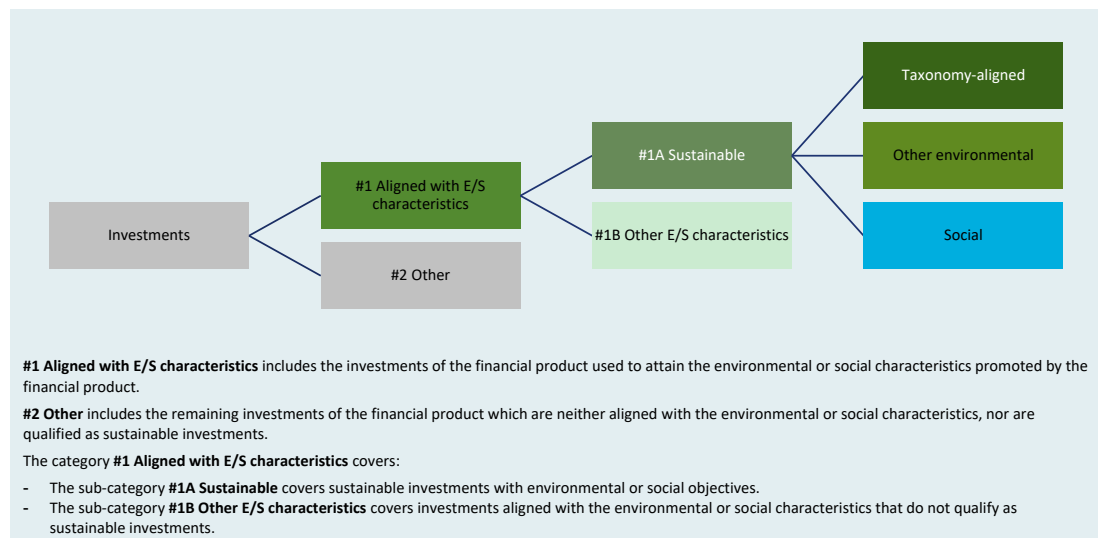 Taxonomy-aligned
#1A Sustainable
Other environmental
#1 Aligned with E/S
characteristics
Investments
#1B Other E/S characteristics
Social
#2 Other
#1 Aligned with E/S characteristics includes the investments of the financial product used to attain the environmental or social characteristics promoted by the
financial product.
#2 Other includes the remaining investments of the financial product which are neither aligned with the environmental or social characteristics, nor are
qualified as sustainable investments.
The category #1 Aligned with E/S characteristics covers:
- The sub-category #1A Sustainable covers sustainable investments with environmental or social objectives.
- The sub-category #1B Other E/S characteristics covers investments aligned with the environmental or social characteristics that do not qualify as
sustainable investments.